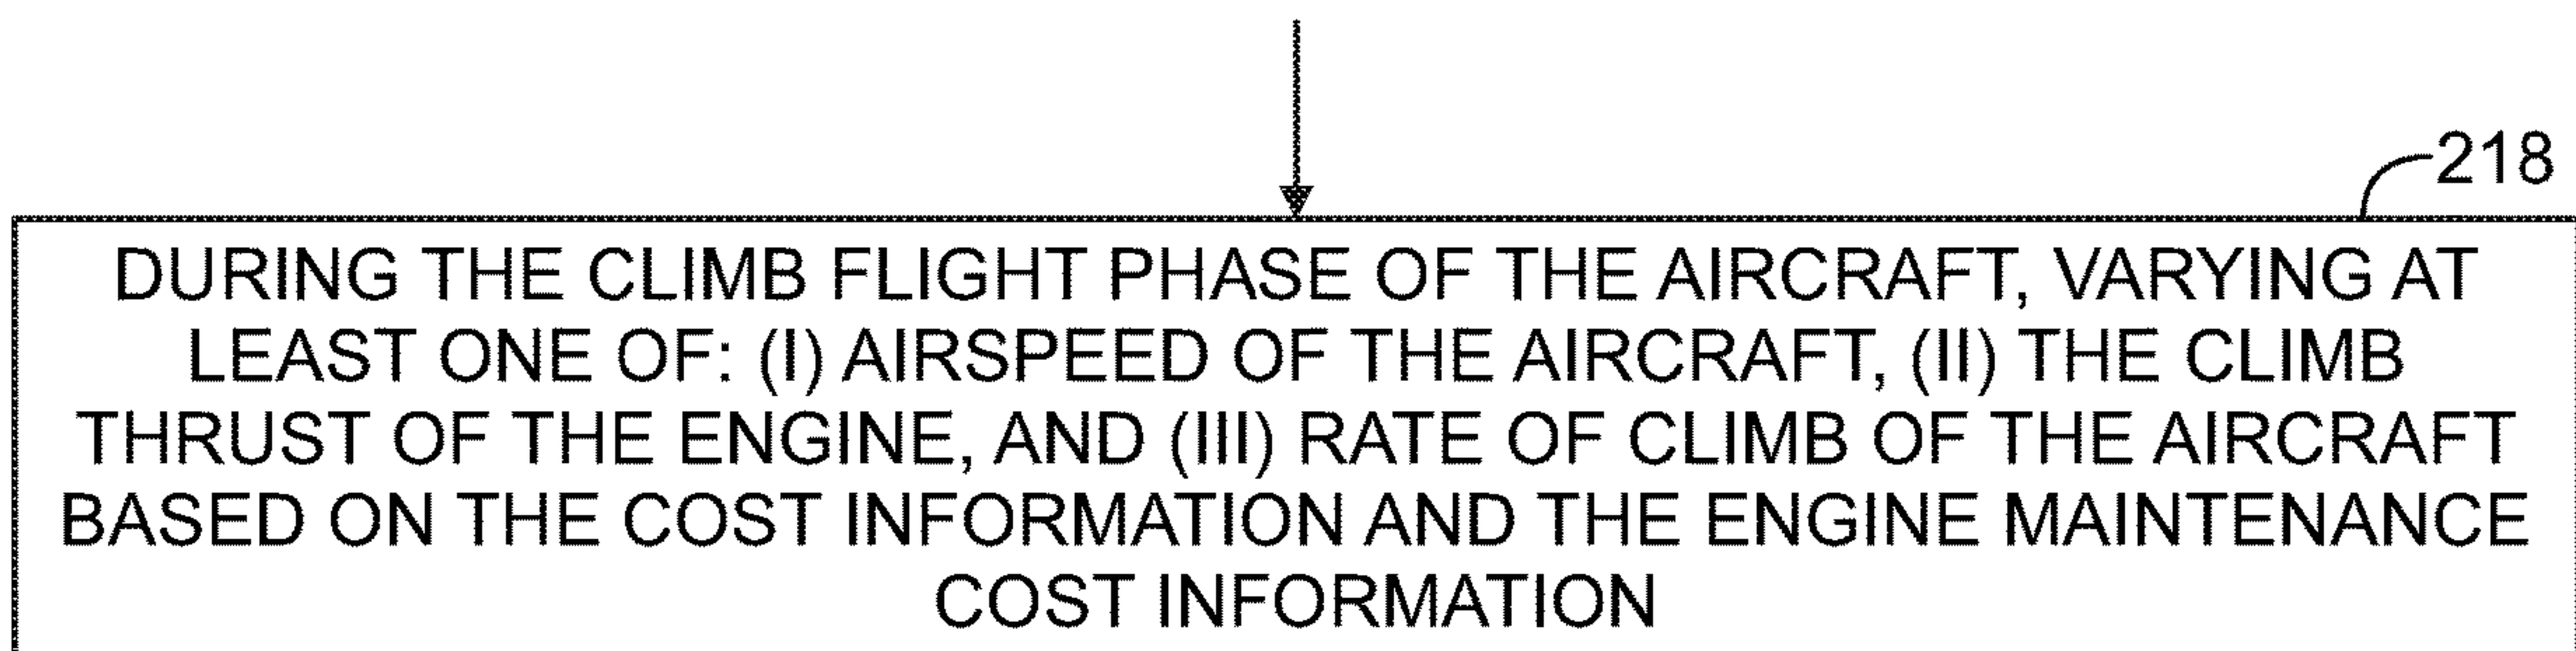 218
DURING THE CLIMB FLIGHT PHASE OF THE AIRCRAFT, VARYING AT
LEAST ONE OF: (I) AIRSPEED OF THE AIRCRAFT, (II) THE CLIMB
THRUST OF THE ENGINE, AND (III) RATE OF CLIMB OF THE AIRCRAFT
BASED ON THE COST INFORMATION AND THE ENGINE MAINTENANCE
COST INFORMATION